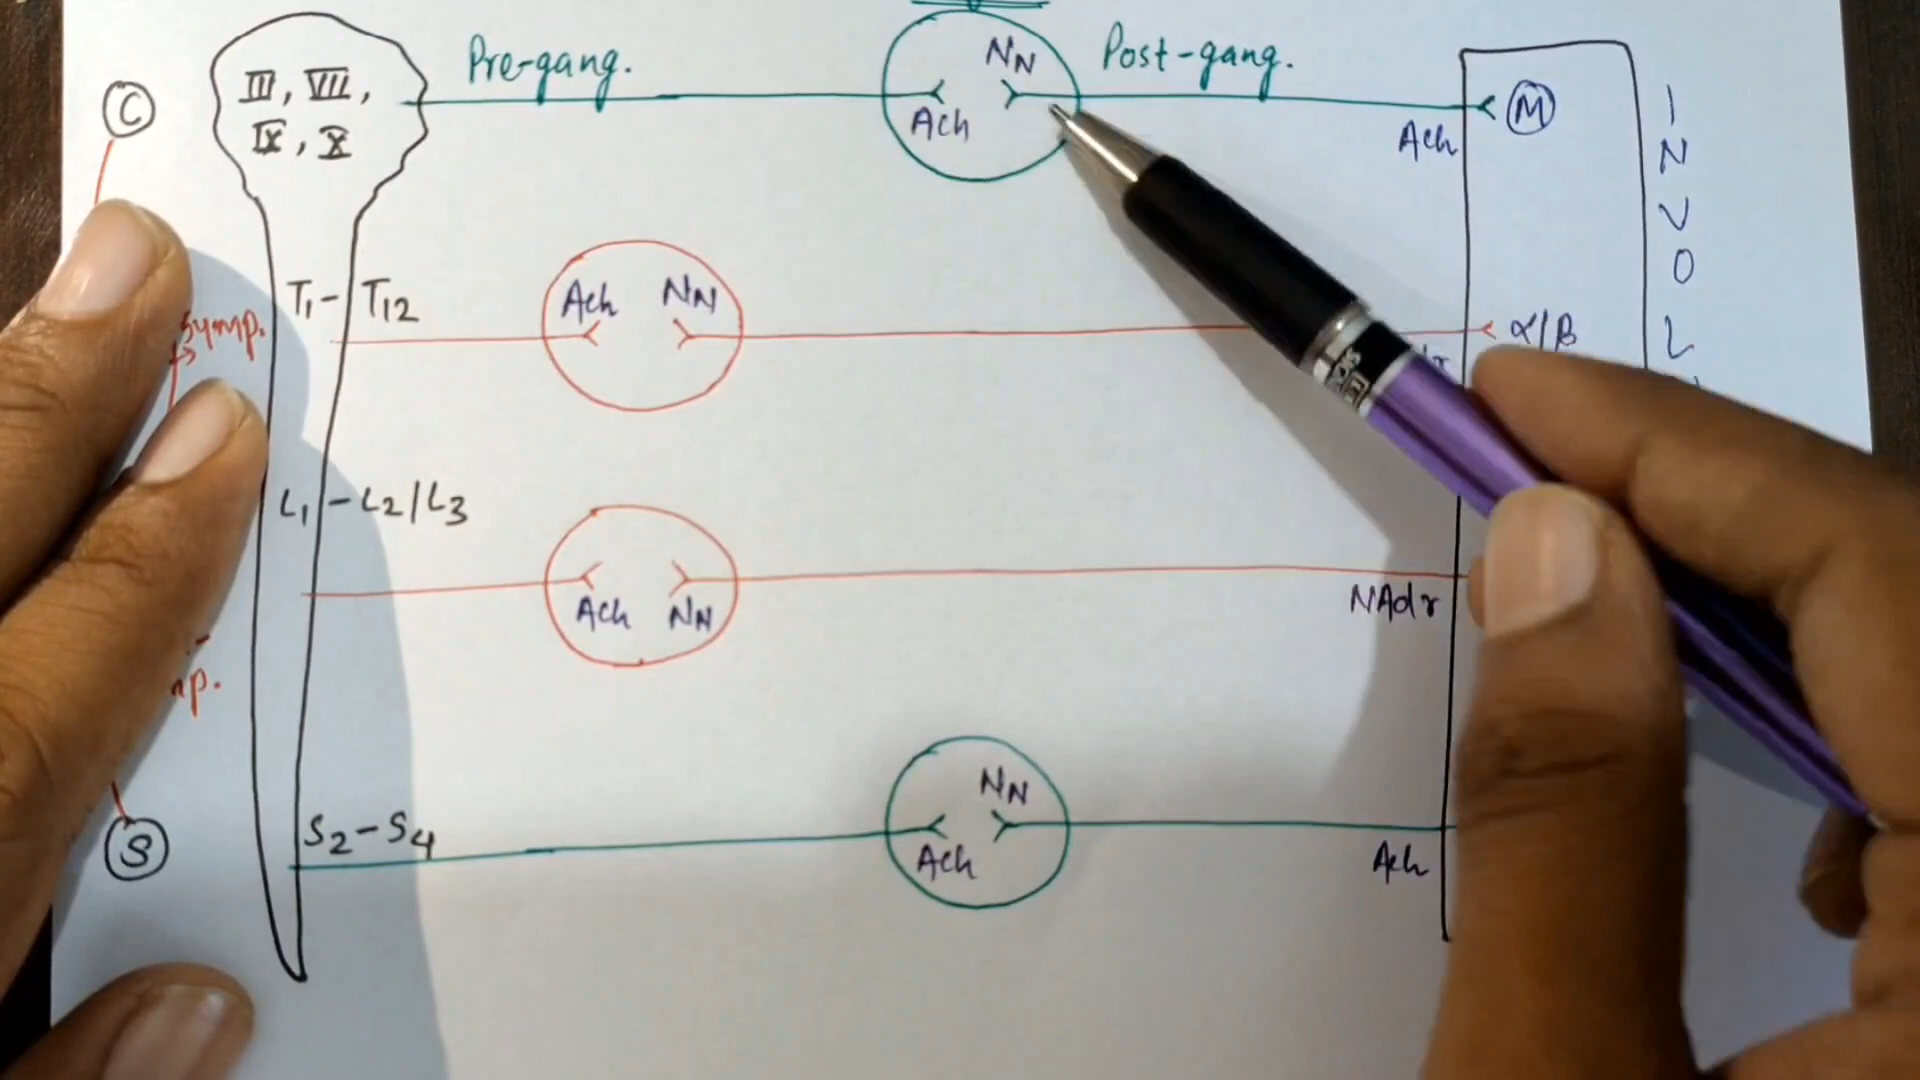 Pre-gang.
NN
Post-gang.
III, VII,
IX, X
C
Ach
Ach
M
I
N
V
O
L
T1 - T12
Ach
NN
symp.
α/β
L1 - L2/L3
Ach
NN
NAdr
S2 - S4
NN
Ach
Ach
S